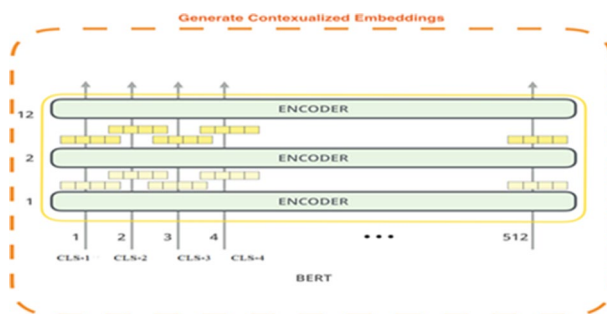 Generate Contexualized Embeddings
12 ENCODER
2 ENCODER
1 ENCODER
1 2 3 4 ••• 512
CLS-1 CLS-2 CLS-3 CLS-4
BERT